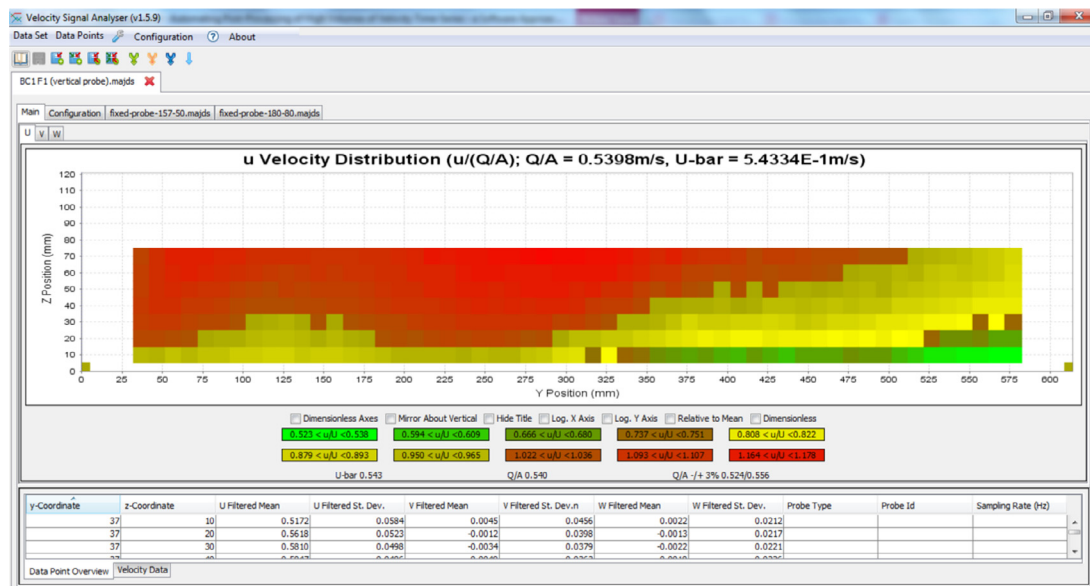 Velocity Signal Analyser (v1.5.9)
Data Set Data Points Configuration ? About
BC1F1 (vertical probe).majds
Main Configuration fixed-probe-157-50.majds fixed-probe-180-80.majds
U V W
u Velocity Distribution (u/(Q/A); Q/A = 0.5398m/s, U-bar = 5.4334E-1m/s)
120
110
100
90
80
70
60
50
40
30
20
10
0
Z Position (mm)
0 25 50 75 100 125 150 175 200 225 250 275 300 325 350 375 400 425 450 475 500 525 550 575 600
Y Position (mm)
Dimensionless Axes Mirror About Vertical Hide Title Log. X Axis Log. Y Axis Relative to Mean Dimensionless
0.523 < u/U <0.538 0.594 < u/U <0.609 0.666 < u/U <0.680 0.737 < u/U <0.751 0.808 < u/U <0.822
0.879 < u/U <0.893 0.950 < u/U <0.965 1.022 < u/U <1.036 1.093 < u/U <1.107 1.164 < u/U <1.178
U-bar 0.543 Q/A 0.540 Q/A -/+ 3% 0.524/0.556
y-Coordinate z-Coordinate U Filtered Mean U Filtered St. Dev. V Filtered Mean V Filtered St. Dev.n W Filtered Mean W Filtered St. Dev. Probe Type Probe Id Sampling Rate (Hz)
37 10 0.5172 0.0584 0.0045 0.0456 0.0022 0.0212
37 20 0.5618 0.0523 -0.0012 0.0398 -0.0013 0.0217
37 30 0.5810 0.0498 -0.0034 0.0379 -0.0022 0.0221
Data Point Overview Velocity Data